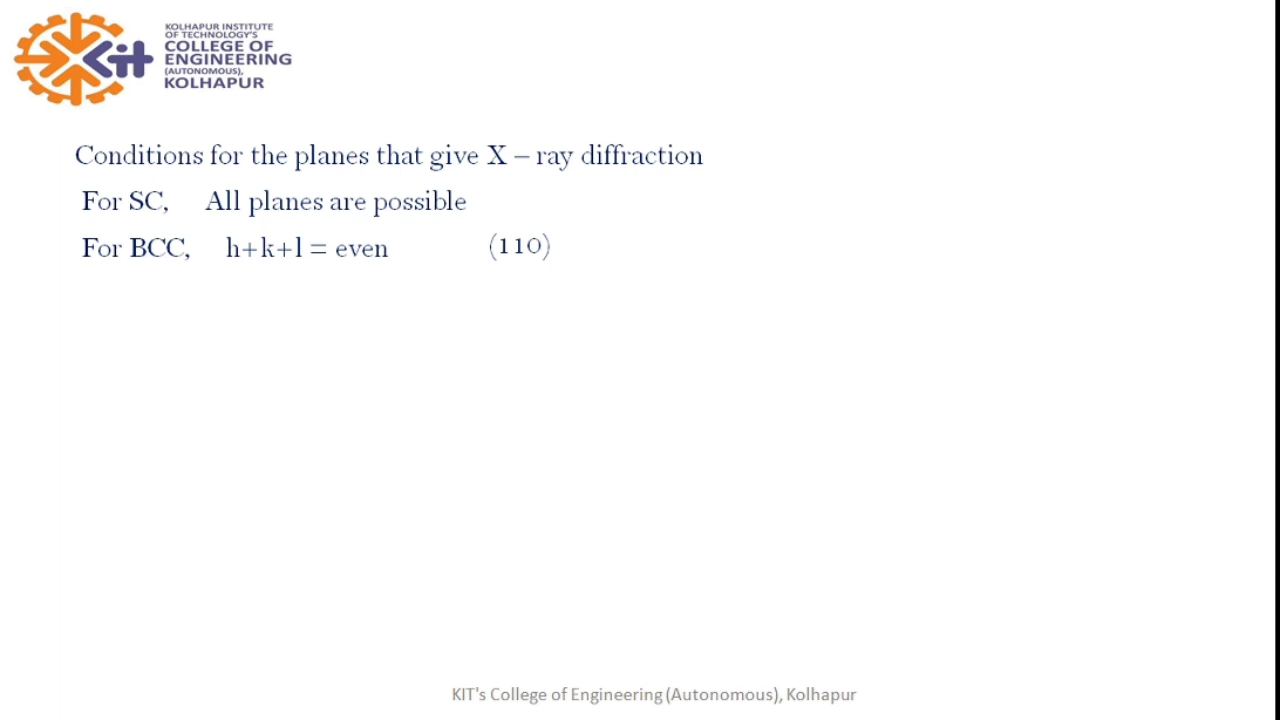 KOLHAPUR INSTITUTE
OF TECHNOLOGY'S
COLLEGE OF
ENGINEERING
(AUTONOMOUS),
KOLHAPUR
Kit
Conditions for the planes that give X – ray diffraction
For SC, All planes are possible
For BCC, h+k+l = even (110)
KIT's College of Engineering (Autonomous), Kolhapur